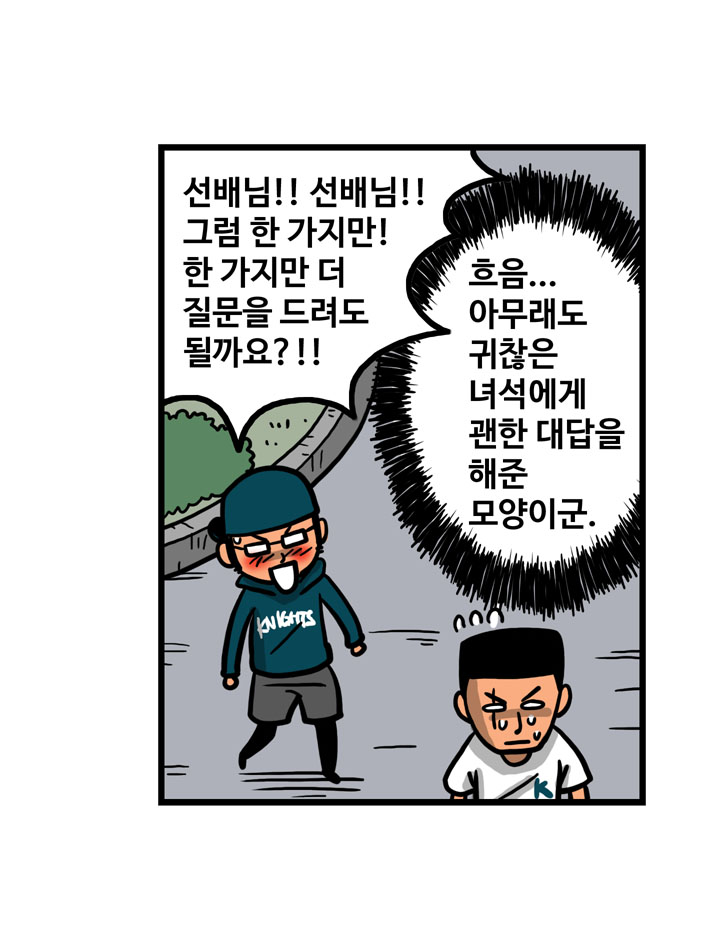 선배님!! 선배님!!
그럼 한 가지만!
한 가지만 더
질문을 드려도
될까요?!!
흐음...
아무래도
귀찮은
녀석에게
괜한 대답을
해준
모양이군.
KNIGHTS
K